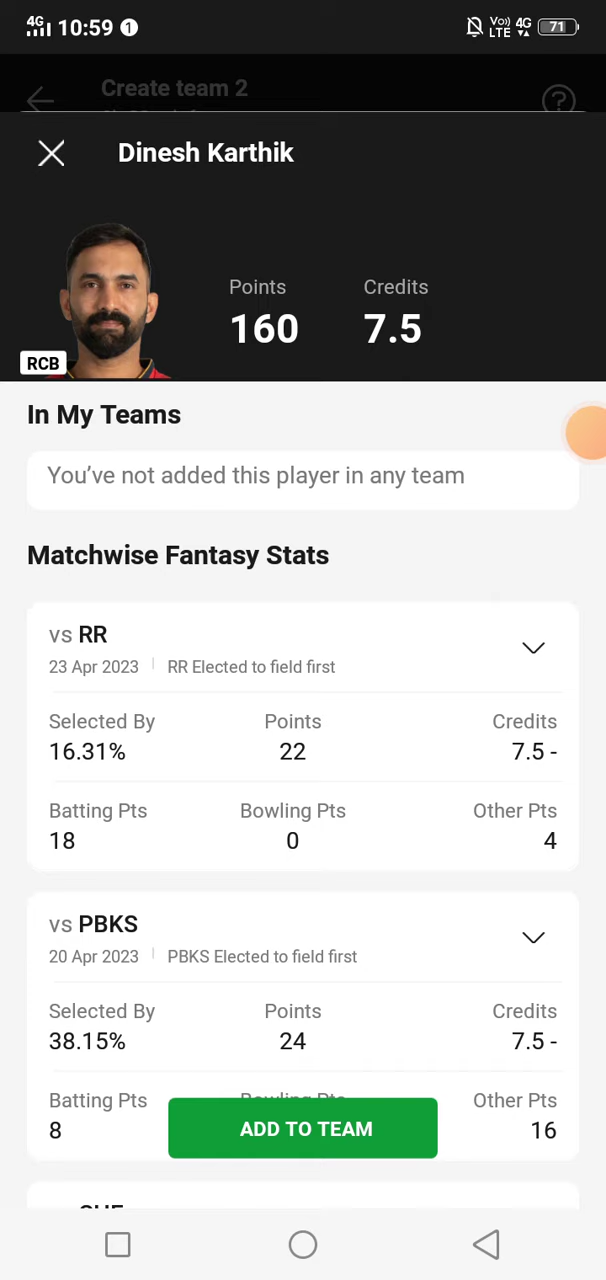 4G 10:59 1 Vo) LTE 4G 71
Create team 2
Dinesh Karthik
Points Credits
160 7.5
RCB
In My Teams
You've not added this player in any team
Matchwise Fantasy Stats
vs RR
23 Apr 2023 RR Elected to field first
Selected By Points Credits
16.31% 22 7.5 -
Batting Pts Bowling Pts Other Pts
18 0 4
vs PBKS
20 Apr 2023 PBKS Elected to field first
Selected By Points Credits
38.15% 24 7.5 -
Batting Pts Bowling Pts Other Pts
8 ADD TO TEAM 16